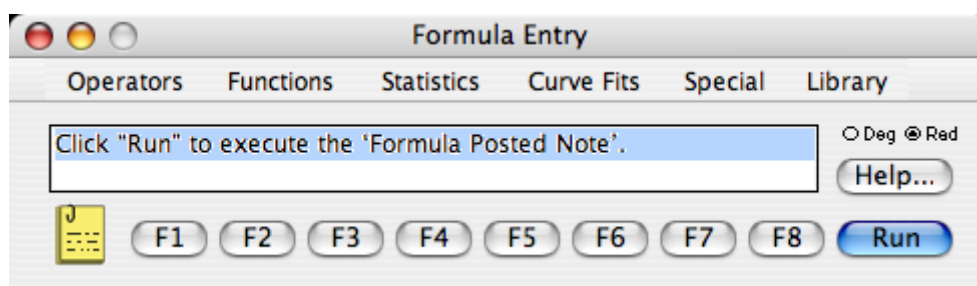 Formula Entry
Operators Functions Statistics Curve Fits Special Library
Click "Run" to execute the 'Formula Posted Note'.
Deg Rad
Help...
F1 F2 F3 F4 F5 F6 F7 F8 Run